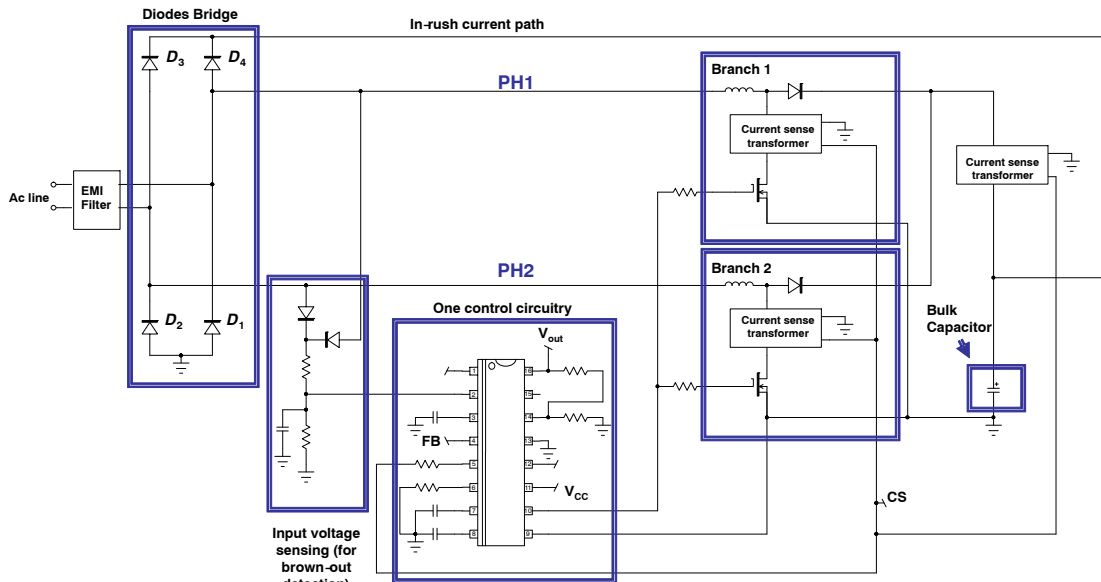 Diodes Bridge
In-rush current path
D3
D4
PH1
Branch 1
Current sense
transformer
Current sense
transformer
Ac line
EMI
Filter
PH2
Branch 2
One control circuitry
Current sense
transformer
Bulk
Capacitor
D2
D1
Vout
1
16
2
15
3
14
FB
4
13
5
12
6
11
VCC
7
10
8
9
CS
Input voltage
sensing (for
brown-out
detection)